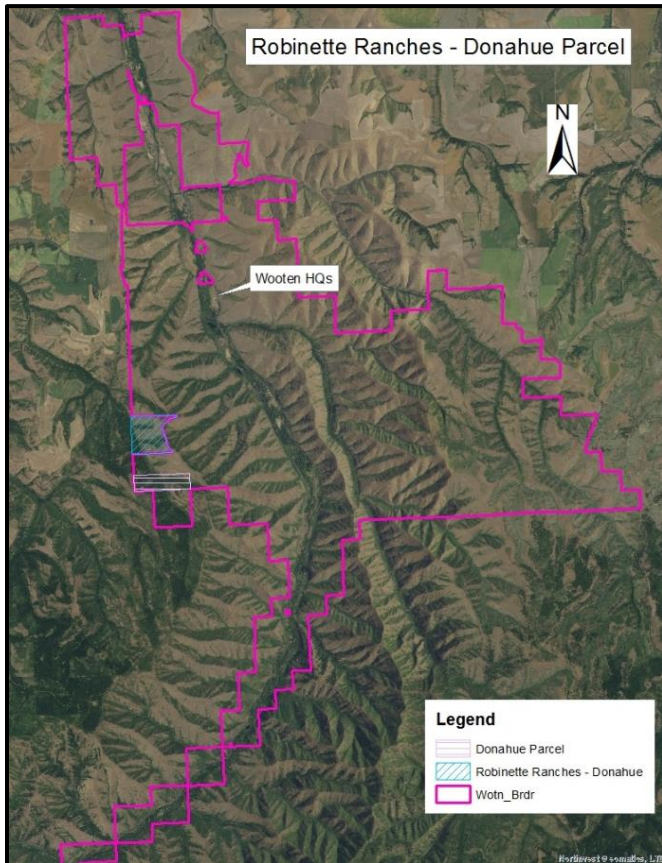 Robinette Ranches - Donahue Parcel
N
Wooten HQs
Legend
Donahue Parcel
Robinette Ranches - Donahue
Wotn_Brdr